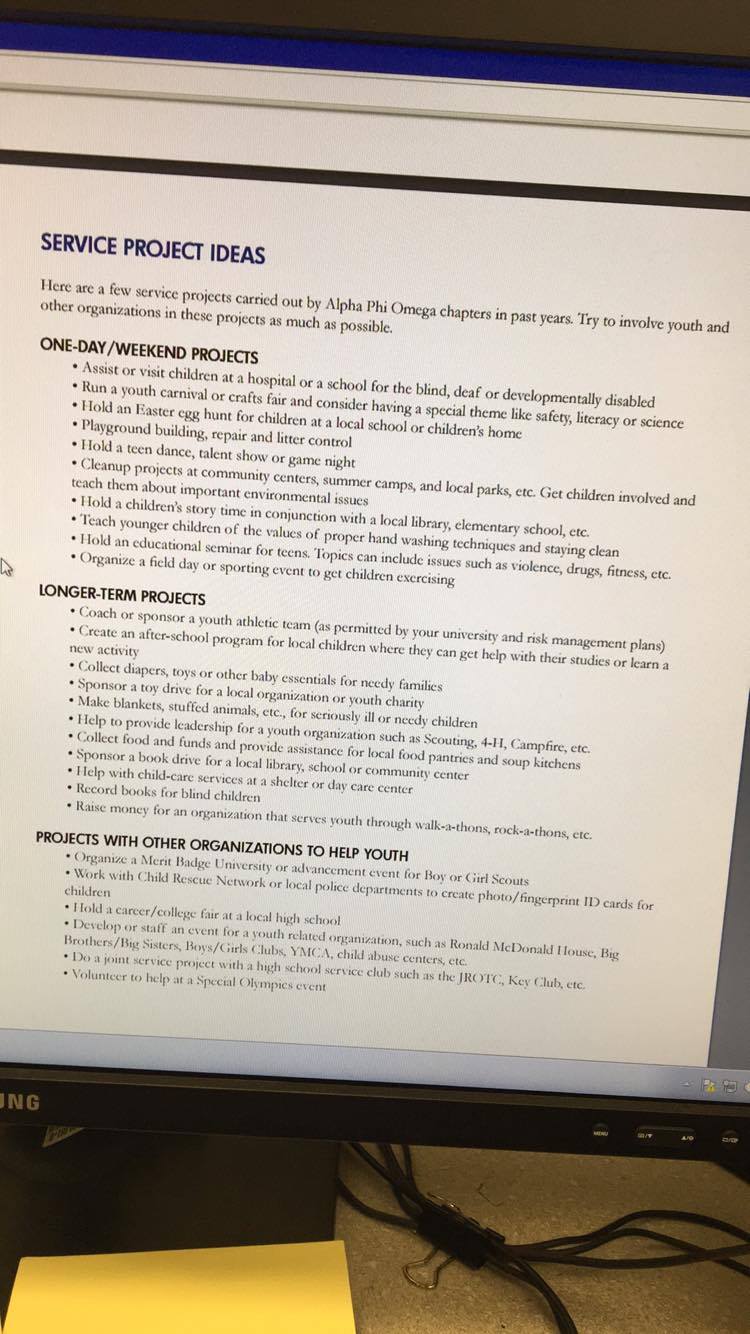 SERVICE PROJECT IDEAS
Here are a few service projects carried out by Alpha Phi Omega chapters in past years. Try to involve youth and
other organizations in these projects as much as possible.
ONE-DAY/WEEKEND PROJECTS
• Assist or visit children at a hospital or a school for the blind, deaf or developmentally disabled
• Run a youth carnival or crafts fair and consider having a special theme like safety, literacy or science
• Hold an Easter egg hunt for children at a local school or children's home
• Playground building, repair and litter control
• Hold a teen dance, talent show or game night
• Cleanup projects at community centers, summer camps, and local parks, etc. Get children involved and
teach them about important environmental issues
• Hold a children's story time in conjunction with a local library, elementary school, etc.
• Teach younger children of the values of proper hand washing techniques and staying clean
• Hold an educational seminar for teens. Topics can include issues such as violence, drugs, fitness, etc.
• Organize a field day or sporting event to get children exercising
LONGER-TERM PROJECTS
• Coach or sponsor a youth athletic team (as permitted by your university and risk management plans)
• Create an after-school program for local children where they can get help with their studies or learn a
new activity
• Collect diapers, toys or other baby essentials for needy families
• Sponsor a toy drive for a local organization or youth charity
• Make blankets, stuffed animals, etc., for seriously ill or needy children
• Help to provide leadership for a youth organization such as Scouting, 4-H, Campfire, etc.
• Collect food and funds and provide assistance for local food pantries and soup kitchens
• Sponsor a book drive for a local library, school or community center
• Help with child-care services at a shelter or day care center
• Record books for blind children
• Raise money for an organization that serves youth through walk-a-thons, rock-a-thons, etc.
PROJECTS WITH OTHER ORGANIZATIONS TO HELP YOUTH
• Organize a Merit Badge University or advancement event for Boy or Girl Scouts
• Work with Child Rescue Network or local police departments to create photo/fingerprint ID cards for
children
• Hold a career/college fair at a local high school
• Develop or staff an event for a youth related organization, such as Ronald McDonald House, Big
Brothers/Big Sisters, Boys/Girls Clubs, YMCA, child abuse centers, etc.
• Do a joint service project with a high school service club such as the JROTC, Key Club, etc.
• Volunteer to help at a Special Olympics event
UNG
MENU